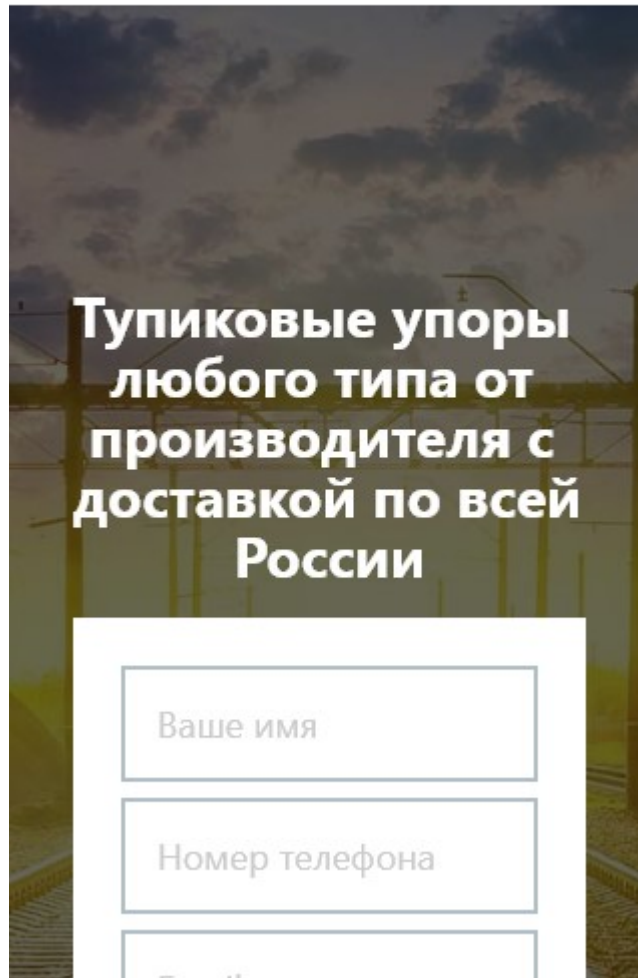 Тупиковые упоры
любого типа от
производителя с
доставкой по всей
России
Ваше имя
Номер телефона